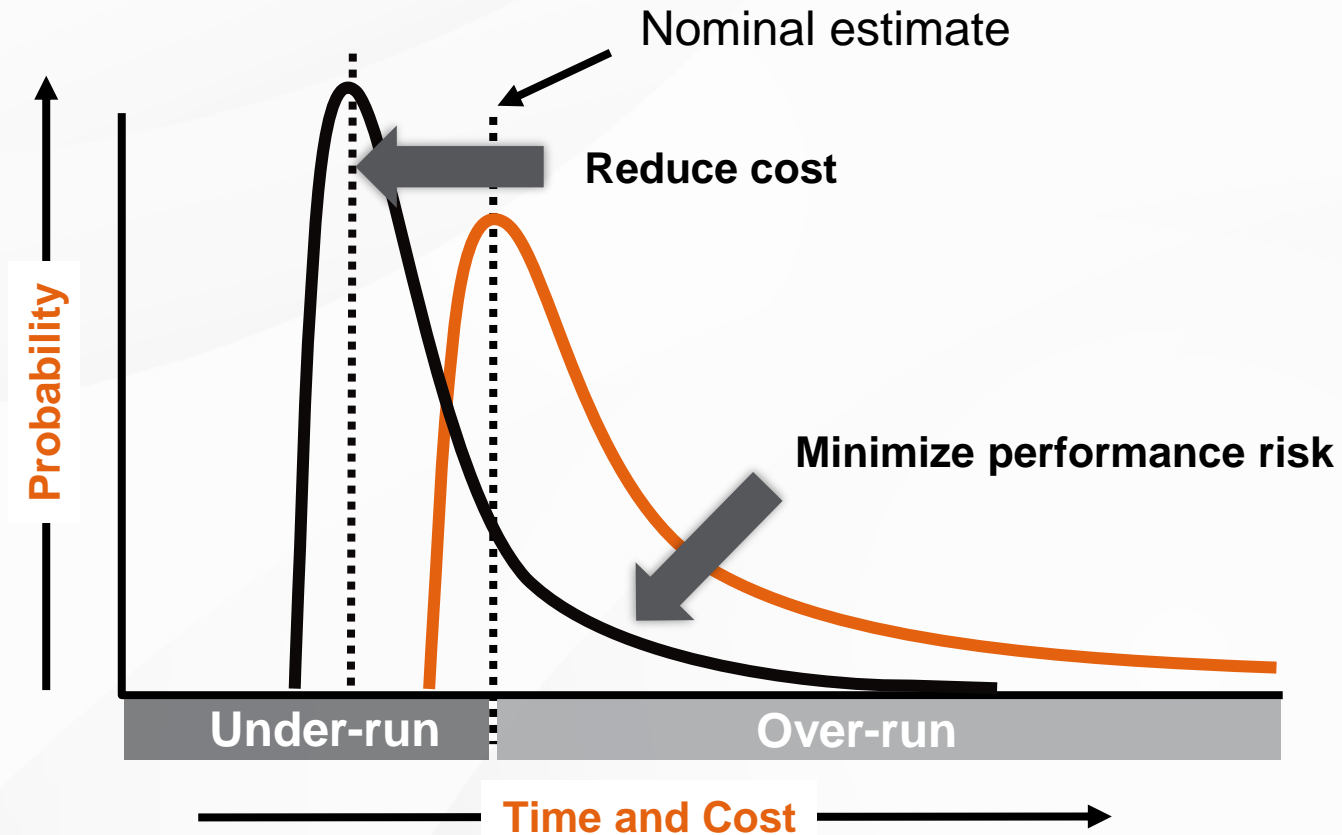 Nominal estimate
Reduce cost
Probability
Minimize performance risk
Under-run
Over-run
Time and Cost